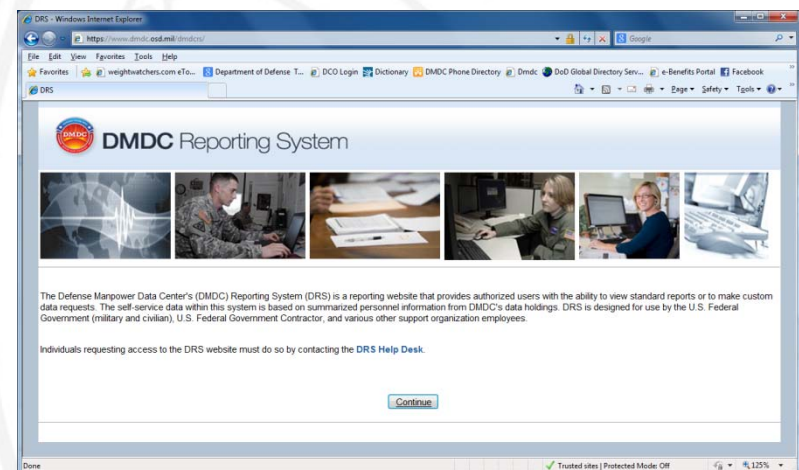 DRS - Windows Internet Explorer
https://www.dmdc.osd.mil/dmdcrs/
Google
File Edit View Favorites Tools Help
Favorites weightwatchers.com eTo... Department of Defense T... DCO Login Dictionary DMDC Phone Directory Dmdc DoD Global Directory Serv... e-Benefits Portal Facebook
DRS
Page Safety Tools
DMDC
DMDC Reporting System
The Defense Manpower Data Center's (DMDC) Reporting System (DRS) is a reporting website that provides authorized users with the ability to view standard reports or to make custom
data requests. The self-service data within this system is based on summarized personnel information from DMDC's data holdings. DRS is designed for use by the U.S. Federal
Government (military and civilian), U.S. Federal Government Contractor, and various other support organization employees.
Individuals requesting access to the DRS website must do so by contacting the DRS Help Desk.
Continue
Done
Trusted sites | Protected Mode: Off
125%